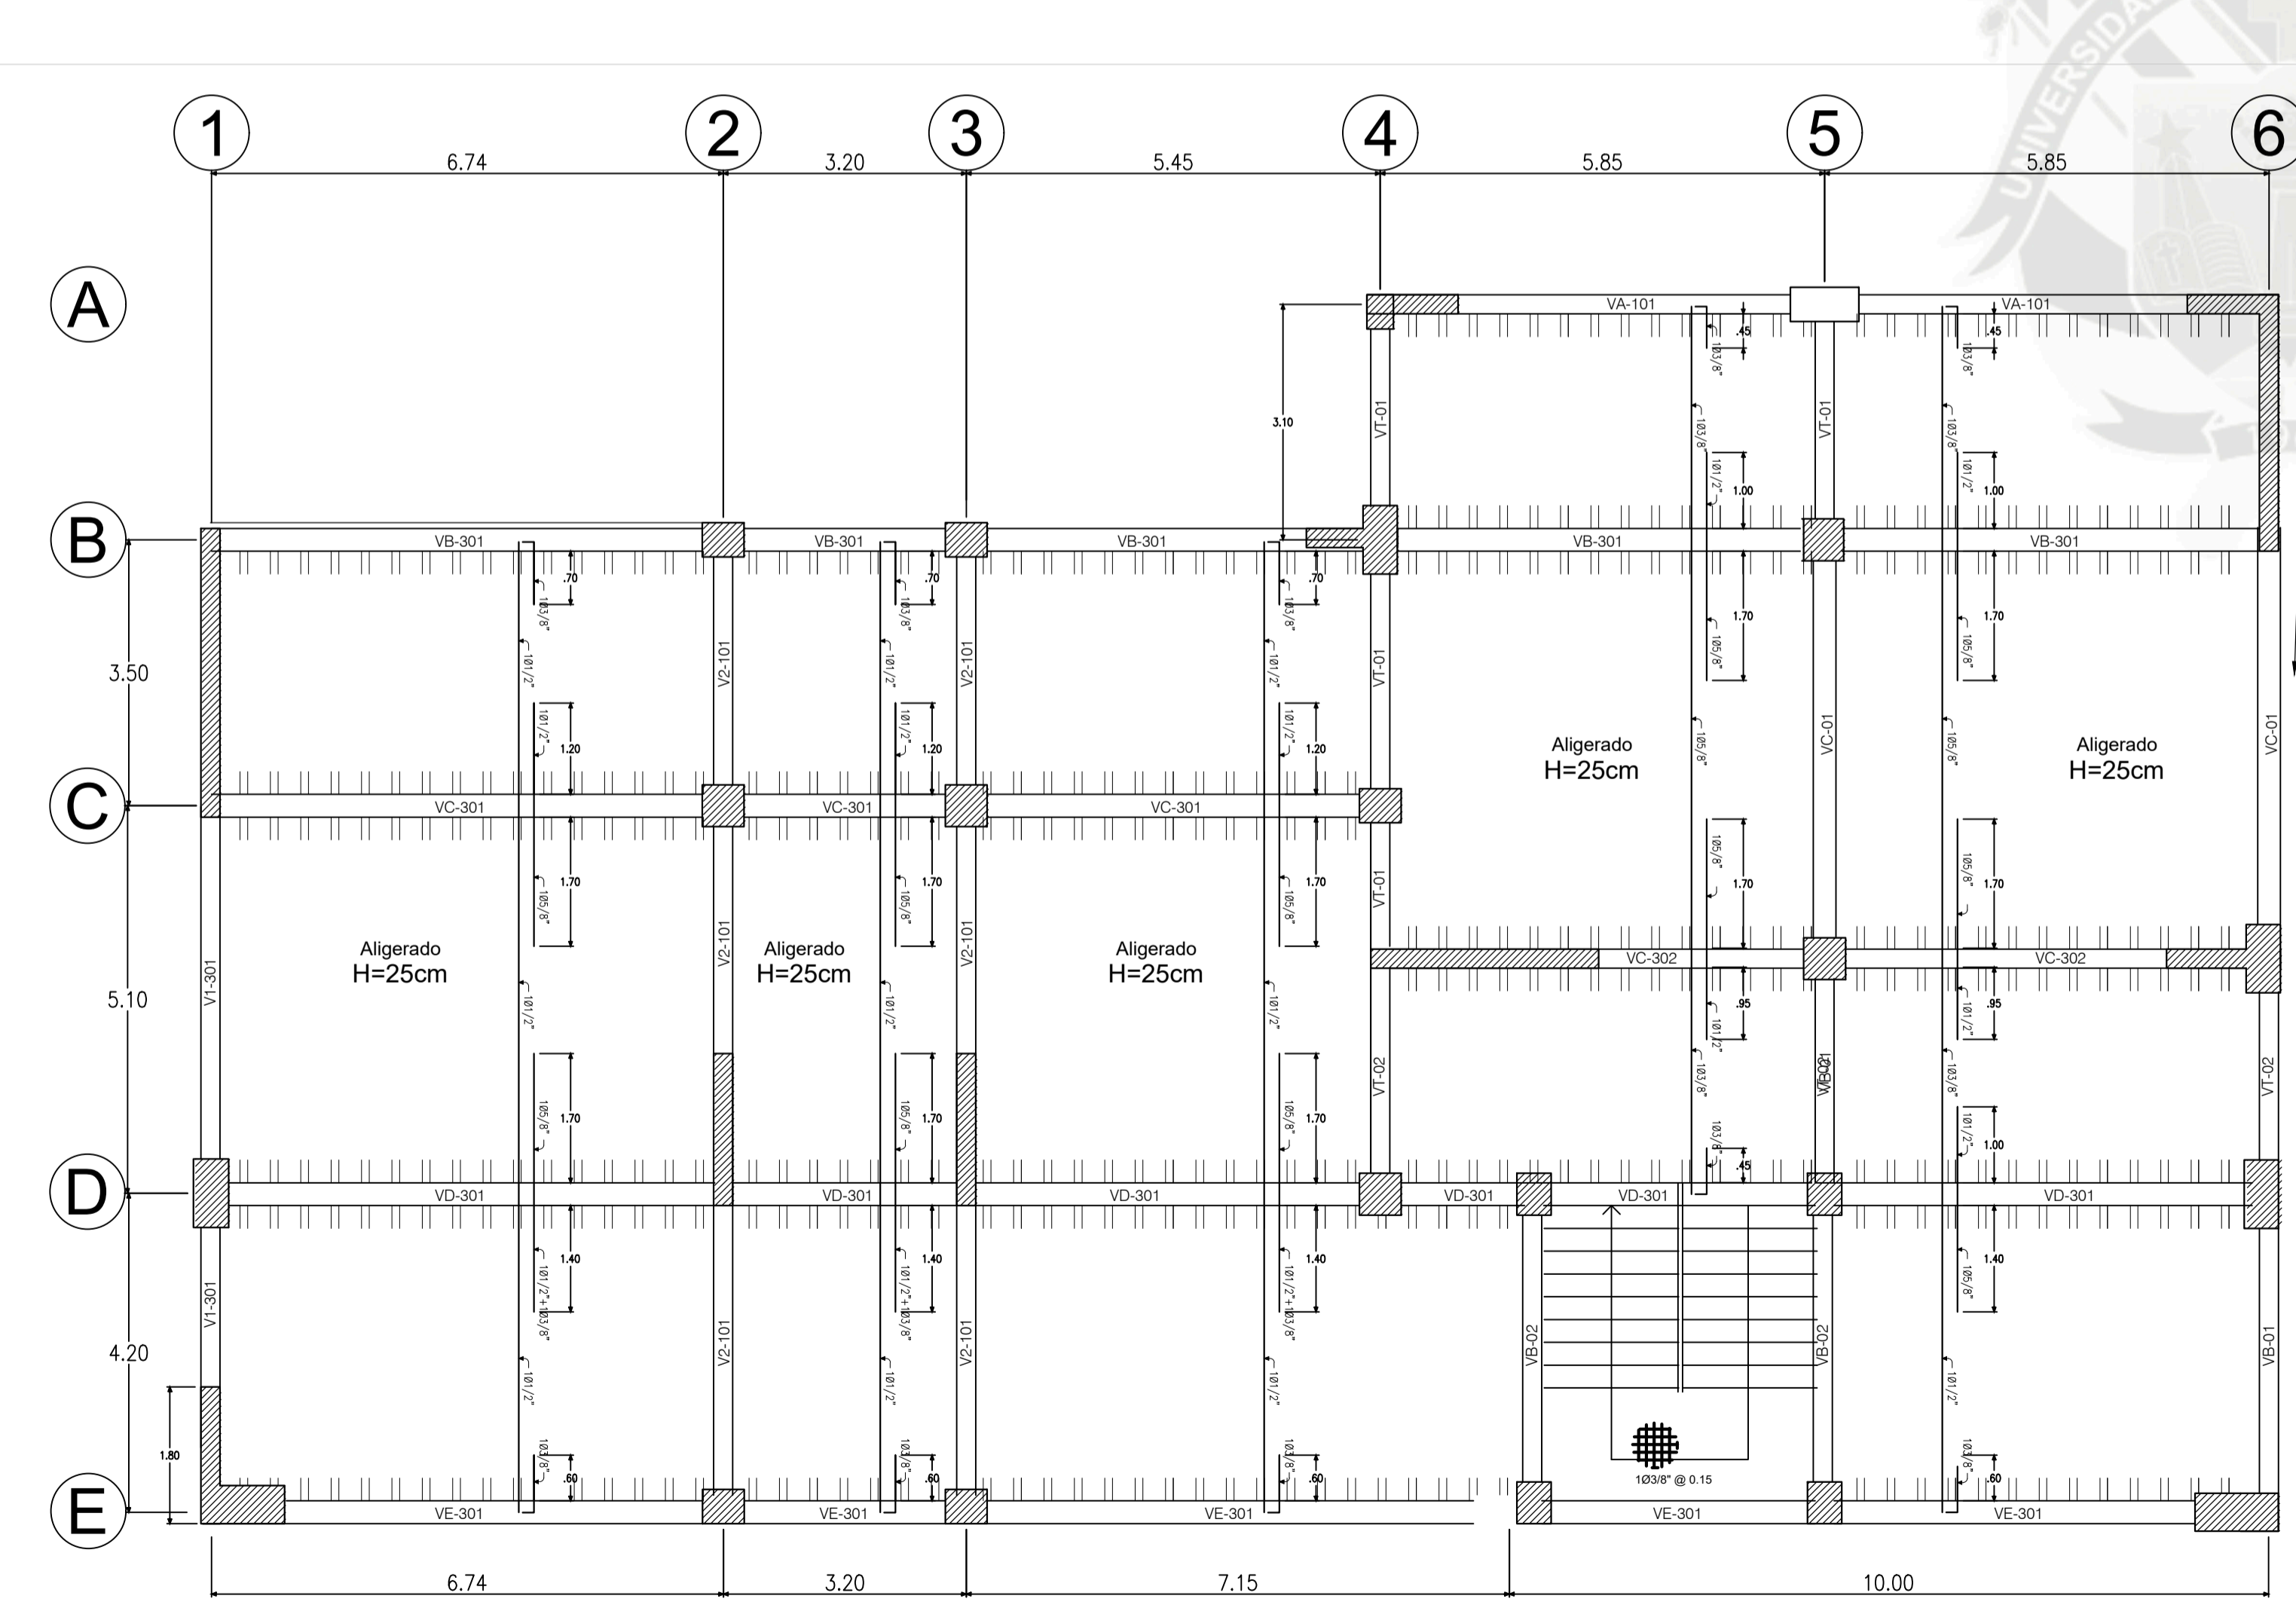 UNIVERSIDA
1
2
3
4
5
6
6.74
3.20
5.45
5.85
5.85
A
VA-101
VA-101
.45
.45
1Ø3/8"
1Ø3/8"
VT-01
VT-01
3.10
1Ø3/8"
1Ø3/8"
1Ø1/2"
1.00
1Ø1/2"
1.00
B
VB-301
VB-301
VB-301
VB-301
VB-301
.70
.70
.70
1Ø3/8"
1Ø3/8"
1Ø3/8"
1.70
1.70
1Ø5/8"
1Ø5/8"
3.50
1Ø1/2"
V2-101
1Ø1/2"
V2-101
1Ø1/2"
VT-01
1Ø1/2"
1.20
1Ø1/2"
1.20
1Ø1/2"
1.20
1Ø5/8"
VC-01
1Ø5/8"
VC-01
Aligerado
H=25cm
Aligerado
H=25cm
C
VC-301
VC-301
VC-301
1Ø5/8"
1.70
1Ø5/8"
1.70
1Ø5/8"
1.70
VT-01
1Ø5/8"
1.70
1Ø5/8"
1.70
Aligerado
H=25cm
Aligerado
H=25cm
Aligerado
H=25cm
V2-101
V2-101
VC-302
VC-302
5.10
V1-301
1Ø1/2"
1Ø1/2"
1Ø1/2"
.95
1Ø1/2"
.95
1Ø1/2"
VT-02
1Ø3/8"
VT-02
1Ø3/8"
VT-02
1Ø5/8"
1.70
1Ø5/8"
1.70
1Ø5/8"
1.70
1Ø3/8"
.45
1Ø1/2"
1.00
D
VD-301
VD-301
VD-301
VD-301
VD-301
VD-301
1.40
1.40
1.40
1.40
1Ø1/2"+1Ø3/8"
1Ø1/2"+1Ø3/8"
1Ø1/2"+1Ø3/8"
1Ø5/8"
V1-301
4.20
V2-101
V2-101
VB-02
VB-02
VB-01
1Ø1/2"
1Ø1/2"
1Ø1/2"
1Ø1/2"
1.80
1Ø3/8"
.60
1Ø3/8"
.60
1Ø3/8"
.60
1Ø3/8"
.60
1Ø3/8" @ 0.15
E
VE-301
VE-301
VE-301
VE-301
VE-301
6.74
3.20
7.15
10.00